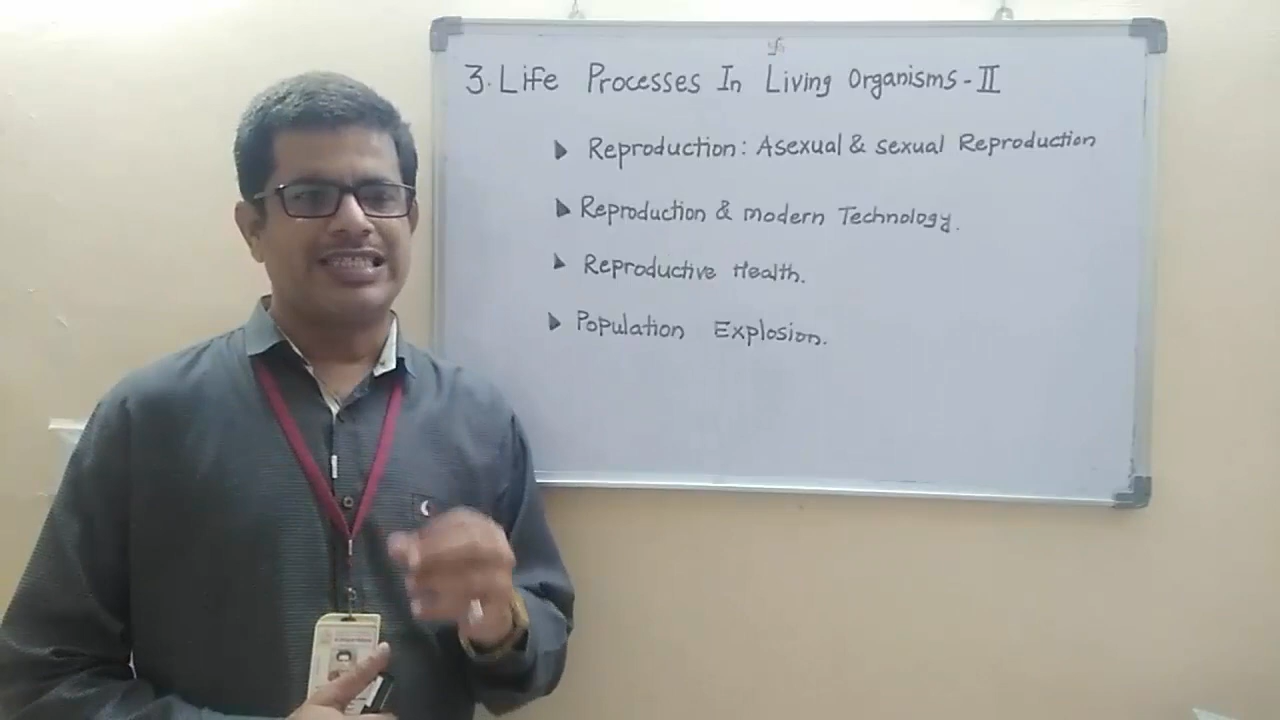 3. Life Processes In Living Organisms - II
Reproduction: Asexual & sexual Reproduction
Reproduction & modern Technology.
Reproductive Health.
Population Explosion.